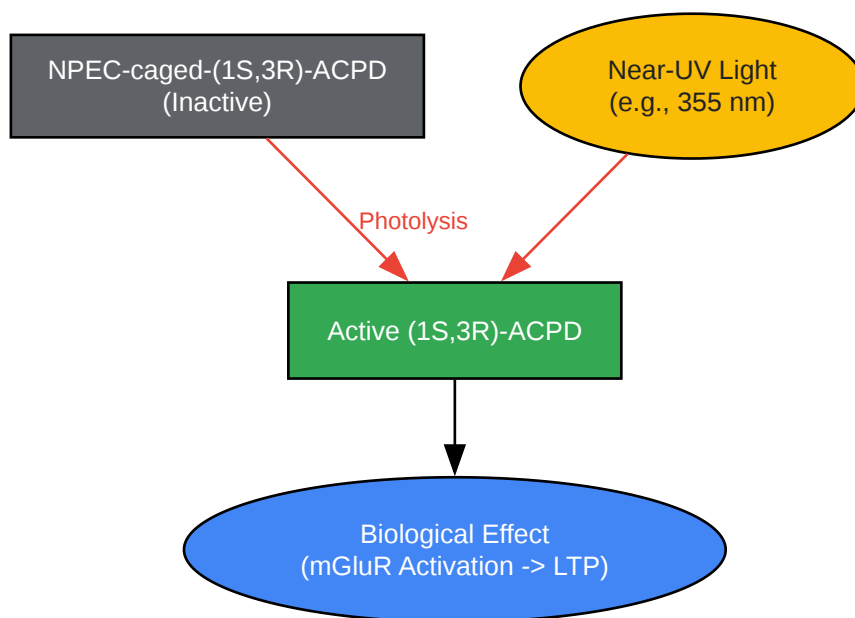 NPEC-caged-(1S,3R)-ACPD
(Inactive)
Near-UV Light
(e.g., 355 nm)
Photolysis
Active (1S,3R)-ACPD
Biological Effect
(mGluR Activation -> LTP)